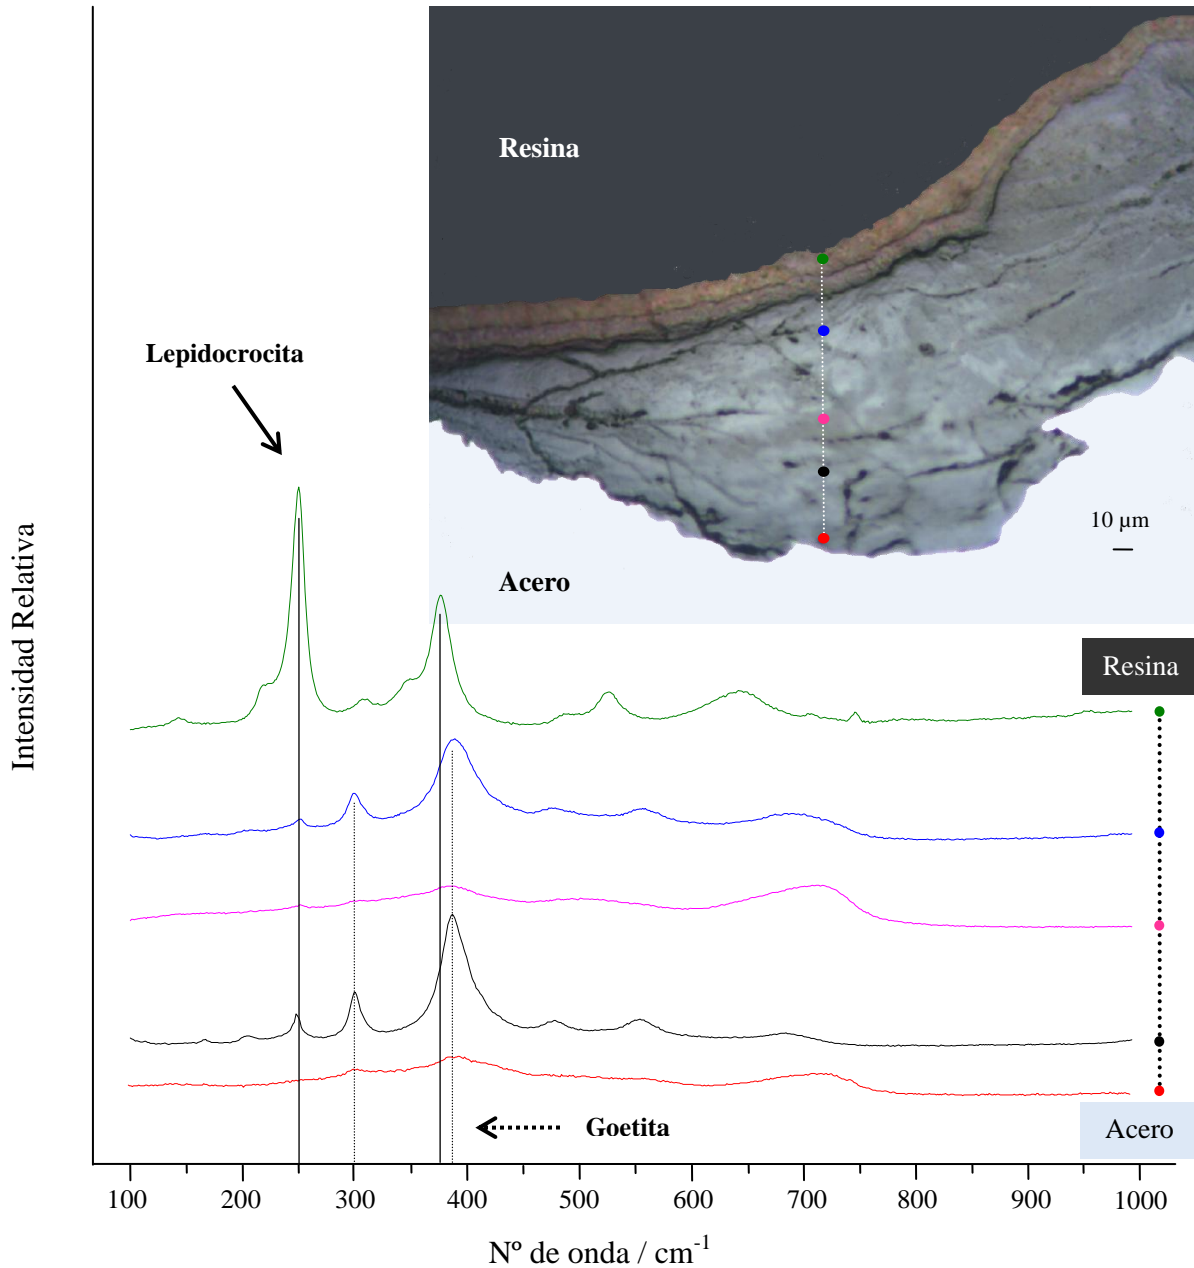 Resina
Lepidocrocita
10 µm
Acero
Intensidad Relativa
Resina
Goetita
Acero
100 200 300 400 500 600 700 800 900 1000
Nº de onda / cm⁻¹